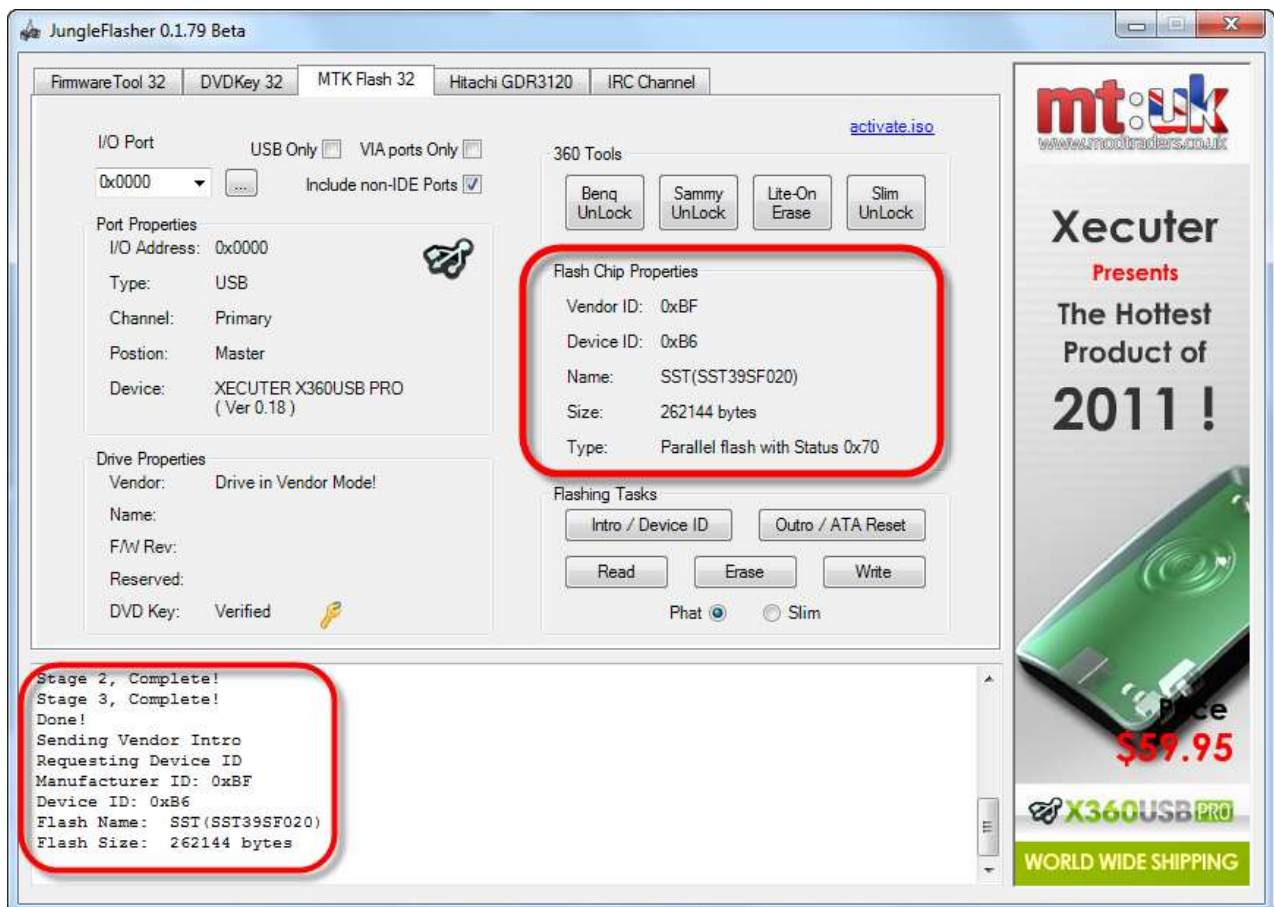 JungleFlasher 0.1.79 Beta
FirmwareTool 32
DVDKey 32
MTK Flash 32
Hitachi GDR3120
IRC Channel
I/O Port
USB Only
VIA ports Only
0x0000
...
Include non-IDE Ports
Port Properties
I/O Address: 0x0000
Type: USB
Channel: Primary
Postion: Master
Device: XECUTER X360USB PRO
( Ver 0.18 )
Drive Properties
Vendor: Drive in Vendor Mode!
Name:
F/W Rev:
Reserved:
DVD Key: Verified
activate.iso
360 Tools
Benq
UnLock
Sammy
UnLock
Lite-On
Erase
Slim
UnLock
Flash Chip Properties
Vendor ID: 0xBF
Device ID: 0xB6
Name: SST(SST39SF020)
Size: 262144 bytes
Type: Parallel flash with Status 0x70
Flashing Tasks
Intro / Device ID
Outro / ATA Reset
Read
Erase
Write
Phat
Slim
Stage 2, Complete!
Stage 3, Complete!
Done!
Sending Vendor Intro
Requesting Device ID
Manufacturer ID: 0xBF
Device ID: 0xB6
Flash Name: SST(SST39SF020)
Flash Size: 262144 bytes
mt:uk
www.modtraders.co.uk
Xecuter
Presents
The Hottest
Product of
2011 !
Price
$59.95
X360USB PRO
WORLD WIDE SHIPPING